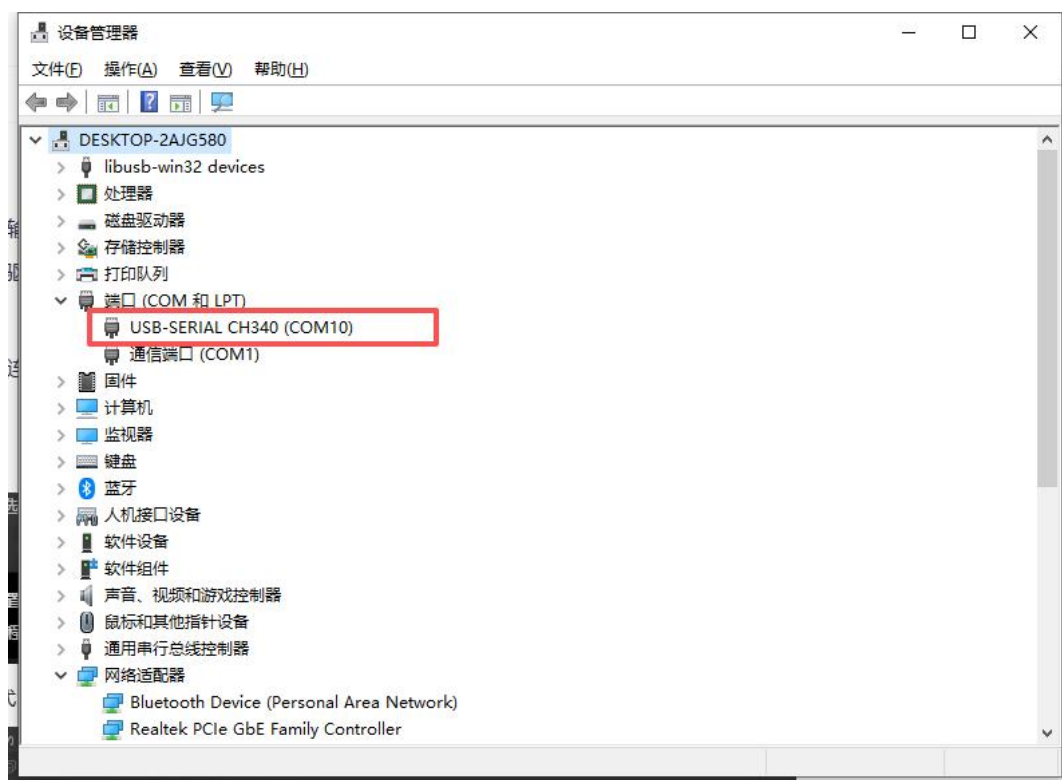 设备管理器
文件(F) 操作(A) 查看(V) 帮助(H)
DESKTOP-2AJG580
libusb-win32 devices
处理器
磁盘驱动器
存储控制器
打印队列
端口 (COM 和 LPT)
USB-SERIAL CH340 (COM10)
通信端口 (COM1)
固件
计算机
监视器
键盘
蓝牙
人机接口设备
软件设备
软件组件
声音、视频和游戏控制器
鼠标和其他指针设备
通用串行总线控制器
网络适配器
Bluetooth Device (Personal Area Network)
Realtek PCIe GbE Family Controller